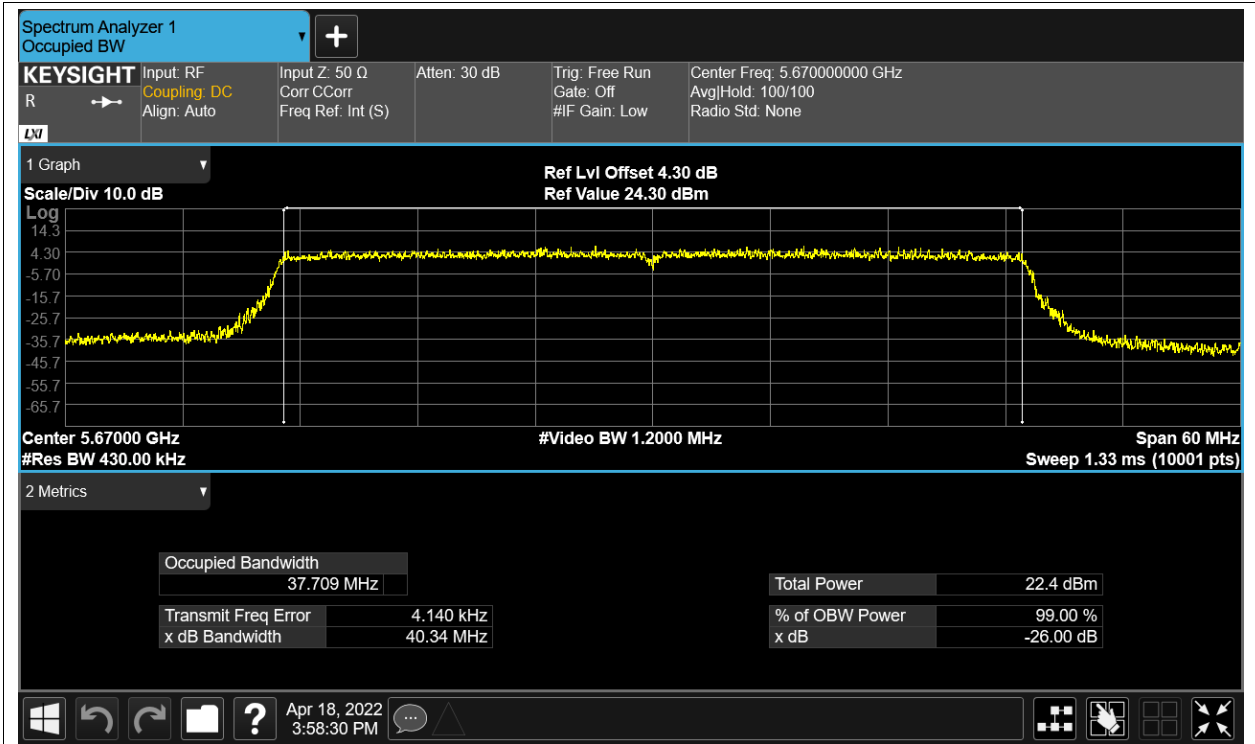 Spectrum Analyzer 1
Occupied BW
▼
+
KEYSIGHT
R
LXI
Input: RF
Coupling: DC
Align: Auto
Input Z: 50 Ω
Corr CCorr
Freq Ref: Int (S)
Atten: 30 dB
Trig: Free Run
Gate: Off
#IF Gain: Low
Center Freq: 5.670000000 GHz
Avg|Hold: 100/100
Radio Std: None
1 Graph ▼
Ref Lvl Offset 4.30 dB
Scale/Div 10.0 dB
Ref Value 24.30 dBm
Log
14.3
4.30
-5.70
-15.7
-25.7
-35.7
-45.7
-55.7
-65.7
Center 5.67000 GHz
#Video BW 1.2000 MHz
Span 60 MHz
#Res BW 430.00 kHz
Sweep 1.33 ms (10001 pts)
2 Metrics ▼
Occupied Bandwidth
37.709 MHz
Total Power 22.4 dBm
Transmit Freq Error 4.140 kHz
% of OBW Power 99.00 %
x dB Bandwidth 40.34 MHz
x dB -26.00 dB
?
Apr 18, 2022
3:58:30 PM